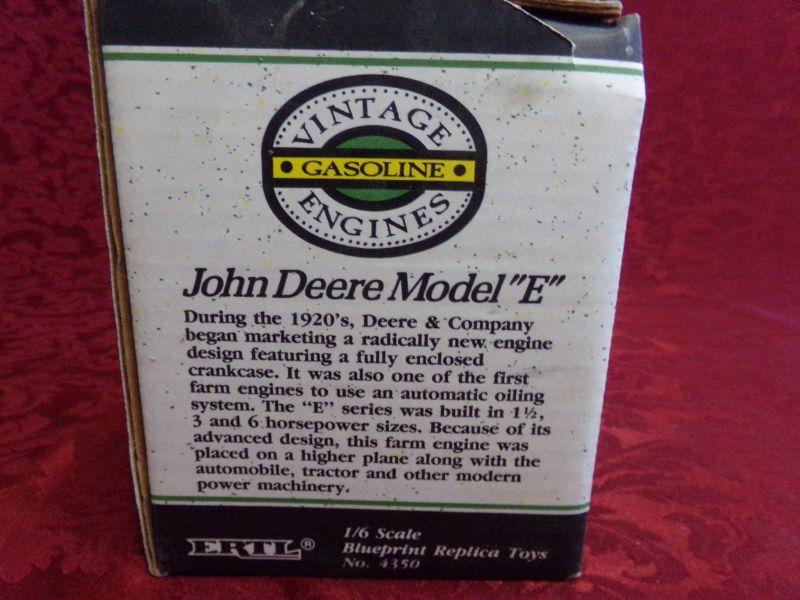 VINTAGE
• GASOLINE •
ENGINES
John Deere Model "E"
During the 1920's, Deere & Company
began marketing a radically new engine
design featuring a fully enclosed
crankcase. It was also one of the first
farm engines to use an automatic oiling
system. The "E" series was built in 1½,
3 and 6 horsepower sizes. Because of its
advanced design, this farm engine was
placed on a higher plane along with the
automobile, tractor and other modern
power machinery.
ERTL®
1/6 Scale
Blueprint Replica Toys
No. 4350